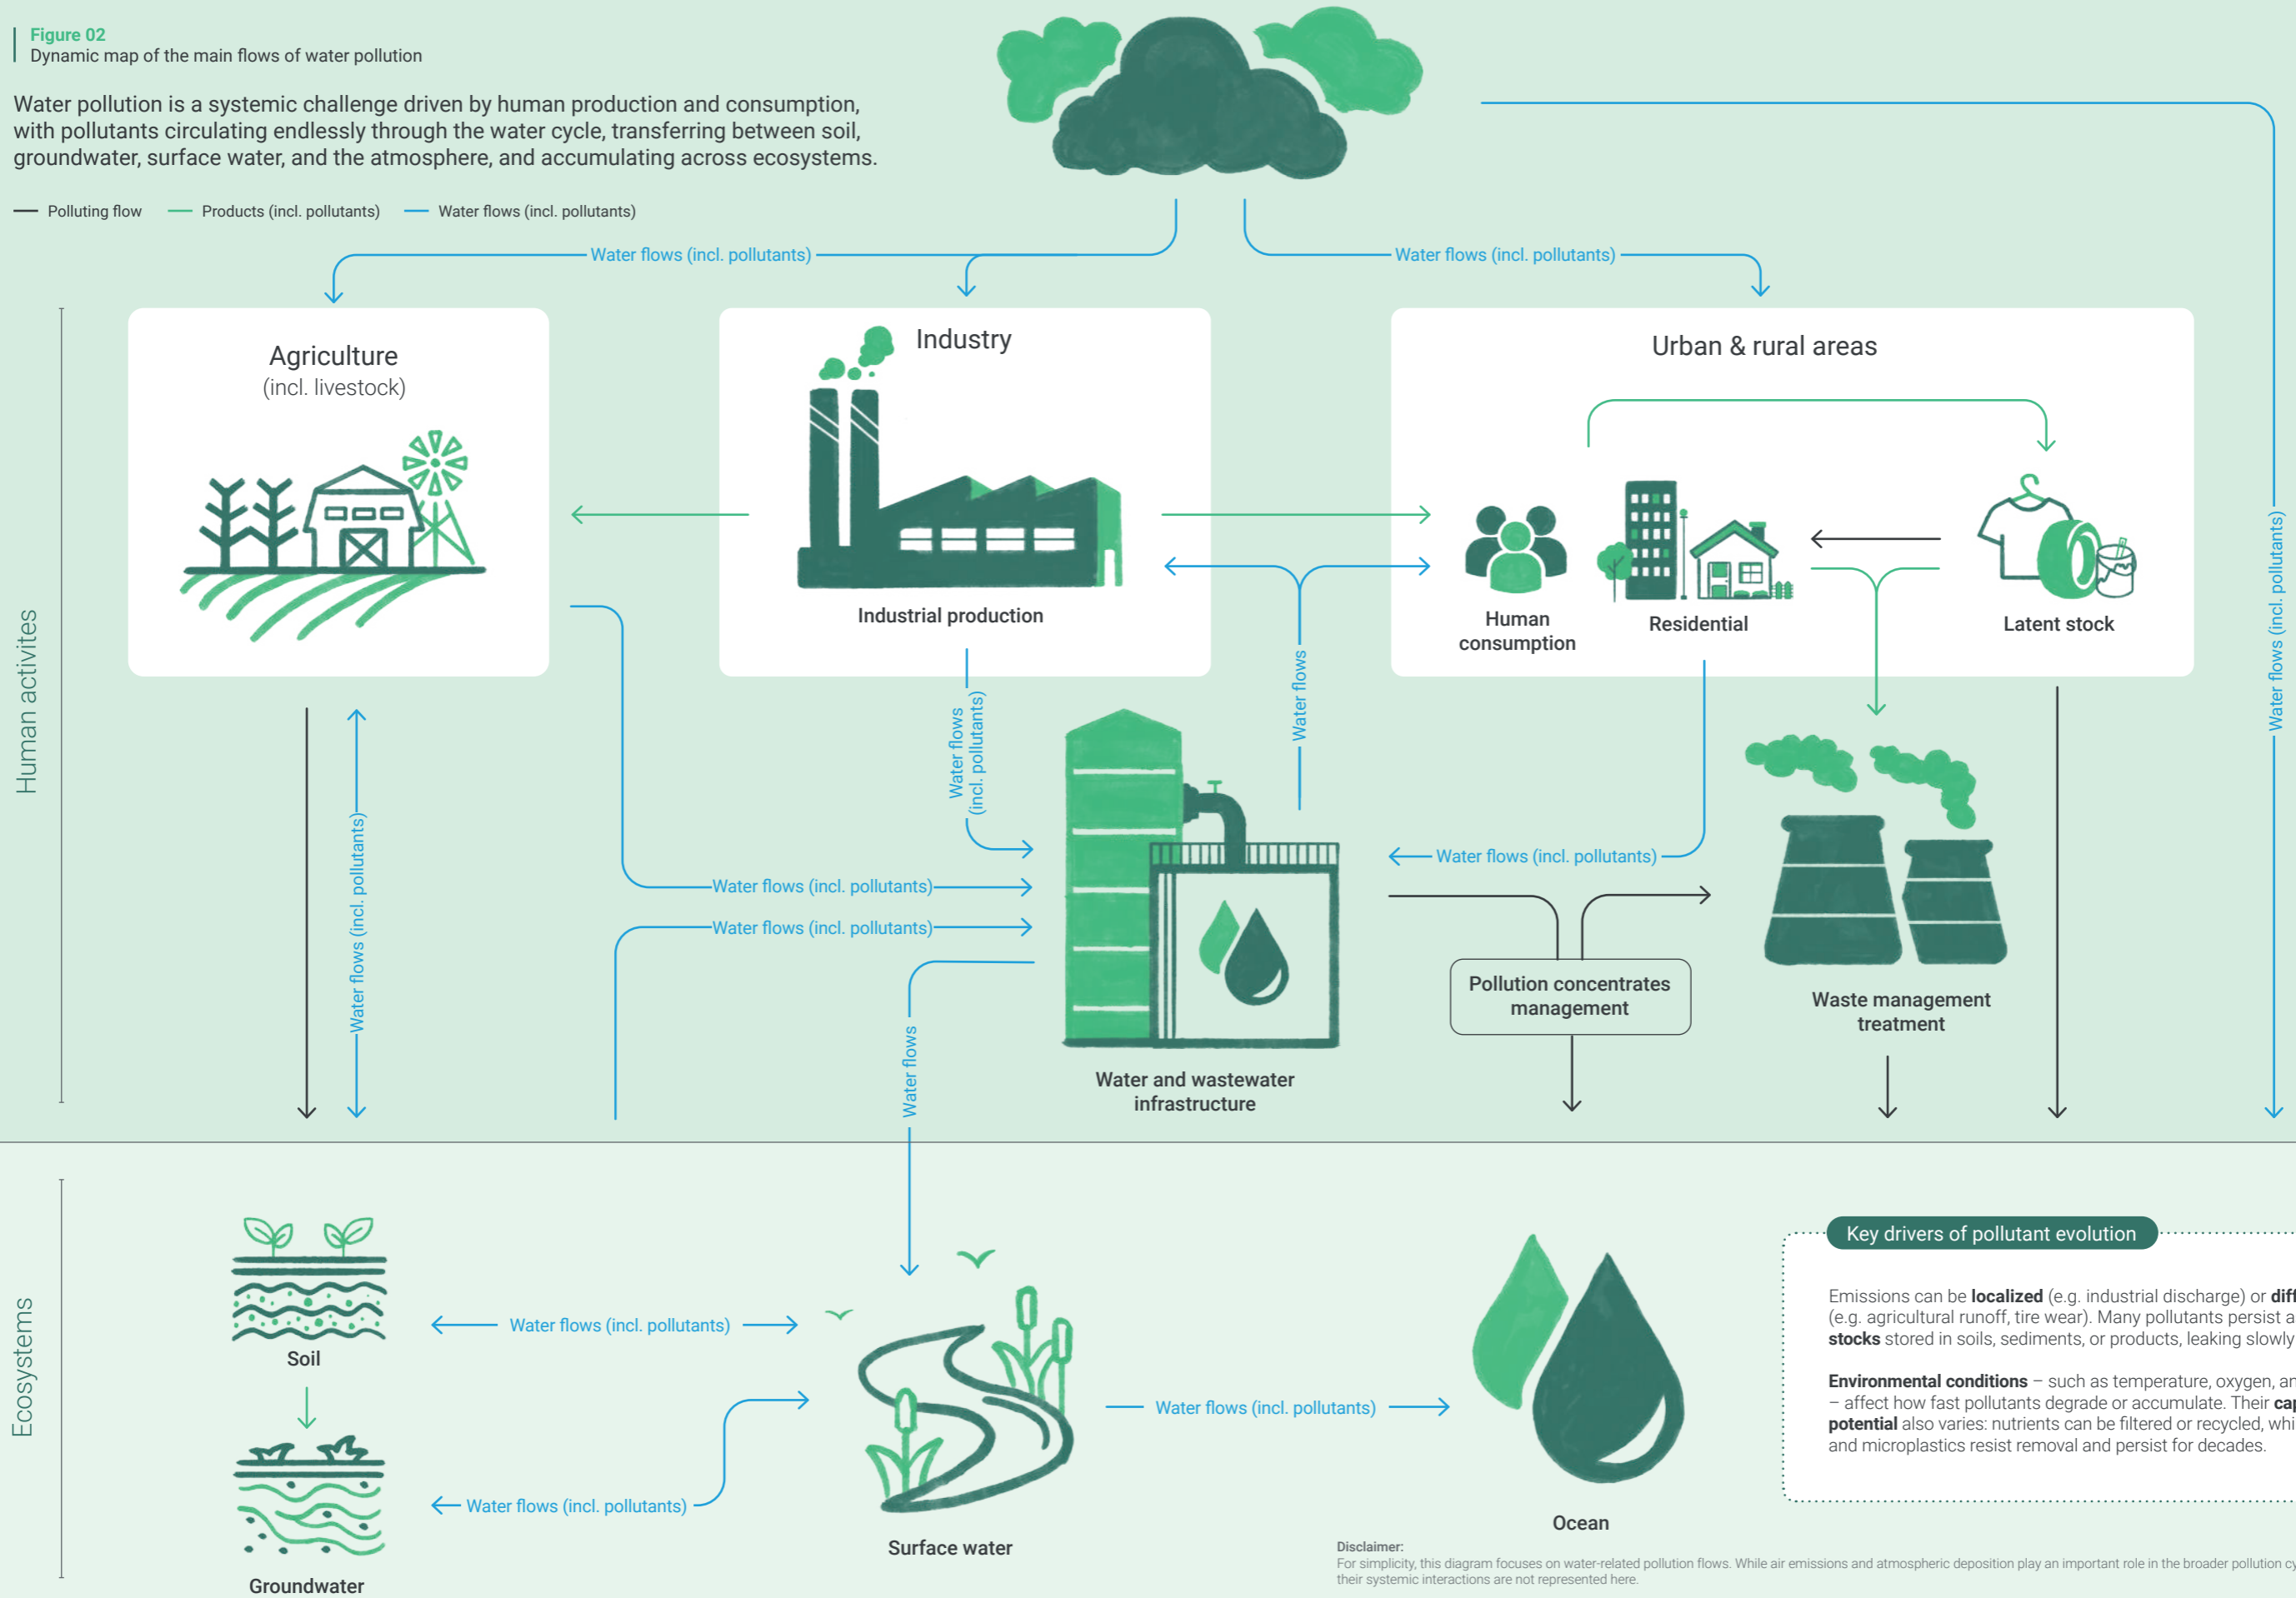 Figure 02
Dynamic map of the main flows of water pollution
Water pollution is a systemic challenge driven by human production and consumption,
with pollutants circulating endlessly through the water cycle, transferring between soil,
groundwater, surface water, and the atmosphere, and accumulating across ecosystems.
Polluting flow
Products (incl. pollutants)
Water flows (incl. pollutants)
Water flows (incl. pollutants)
Water flows (incl. pollutants)
Water flows (incl. pollutants)
Human activites
Agriculture
(incl. livestock)
Industry
Industrial production
Urban & rural areas
Human
consumption
Residential
Latent stock
Water flows (incl. pollutants)
Water flows
(incl. pollutants)
Water flows
Water flows (incl. pollutants)
Water flows (incl. pollutants)
Water flows (incl. pollutants)
Water flows
Water and wastewater
infrastructure
Pollution concentrates
management
Waste management
treatment
Ecosystems
Soil
Water flows (incl. pollutants)
Groundwater
Water flows (incl. pollutants)
Surface water
Water flows (incl. pollutants)
Ocean
Key drivers of pollutant evolution
Emissions can be localized (e.g. industrial discharge) or
(e.g. agricultural runoff, tire wear). Many pollutants persist
stocks stored in soils, sediments, or products, leaking slowly
Environmental conditions – such as temperature, oxygen,
– affect how fast pollutants degrade or accumulate. Their
potential also varies: nutrients can be filtered or recycled,
and microplastics resist removal and persist for decades.
Disclaimer:
For simplicity, this diagram focuses on water-related pollution flows. While air emissions and atmospheric deposition play an important role in the broader pollution
their systemic interactions are not represented here.